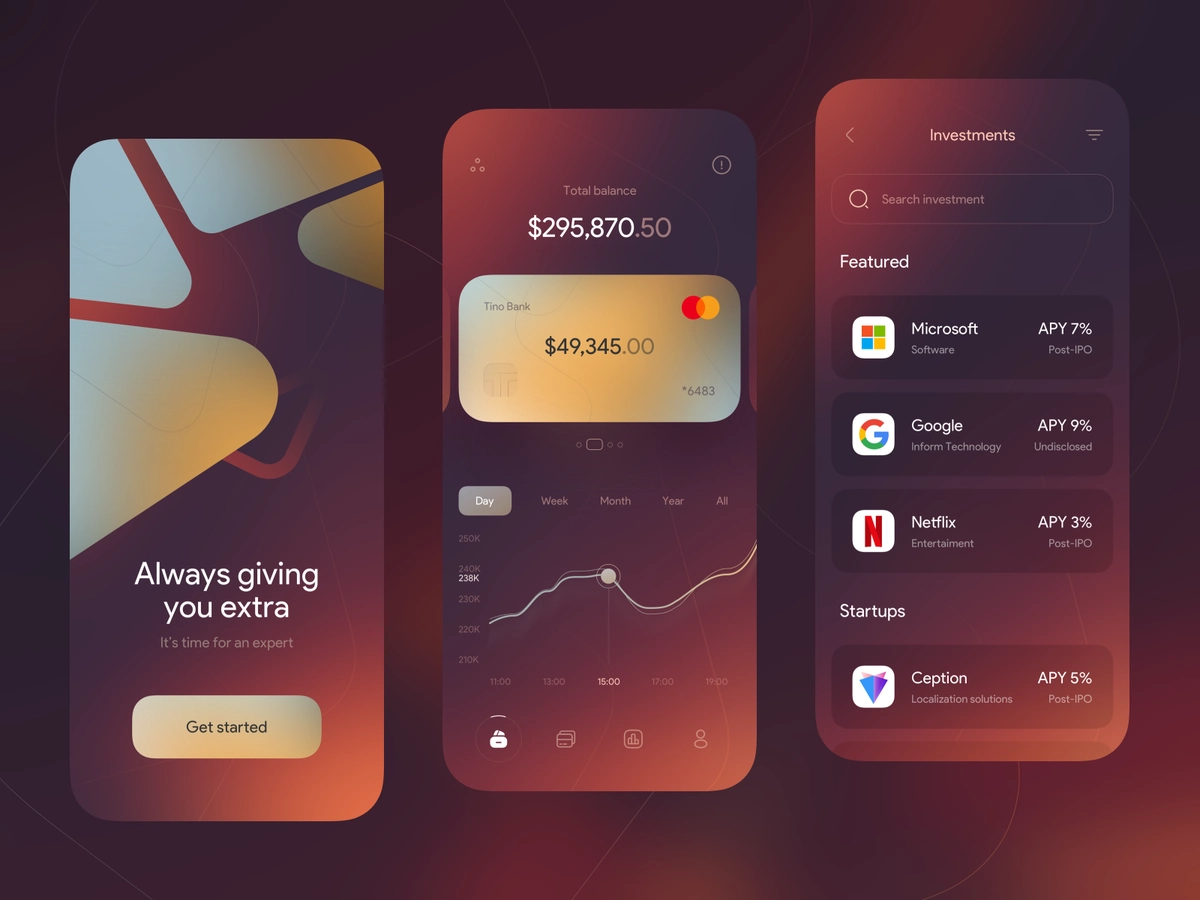 Always giving
you extra
It's time for an expert
Get started
Total balance
$295,870.50
Tino Bank
$49,345.00
*6483
Day Week Month Year All
250K
240K
238K
230K
220K
210K
11:00 13:00 15:00 17:00 19:00
Investments
Search investment
Featured
Microsoft APY 7%
Software Post-IPO
Google APY 9%
Inform Technology Undisclosed
Netflix APY 3%
Entertaiment Post-IPO
Startups
Ception APY 5%
Localization solutions Post-IPO